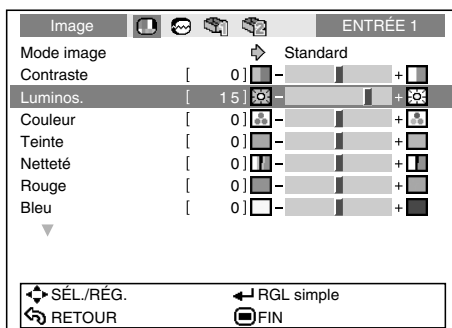 Image ENTRÉE 1
Mode image Standard
Contraste [ 0] - +
Luminos. [ 15] - +
Couleur [ 0] - +
Teinte [ 0] - +
Netteté [ 0] - +
Rouge [ 0] - +
Bleu [ 0] - +
SÉL./RÉG. RGL simple
RETOUR FIN